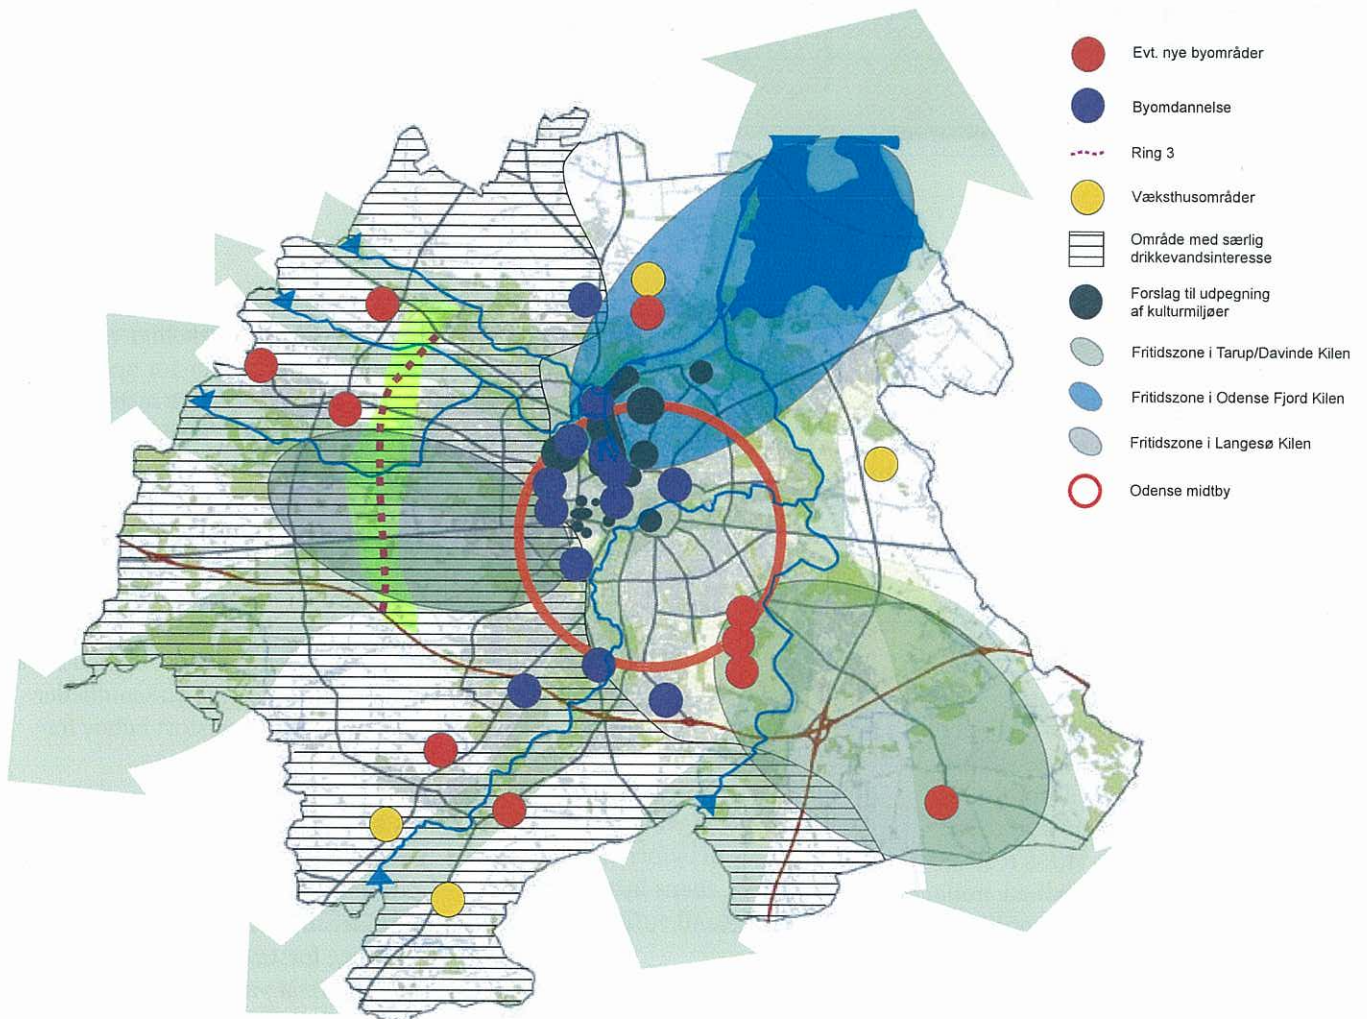 Evt. nye byområder
Byomdannelse
Ring 3
Væksthusområder
Område med særlig
drikkevandsinteresse
Forslag til udpegning
af kulturmiljøer
Fritidszone i Tarup/Davinde Kilen
Fritidszone i Odense Fjord Kilen
Fritidszone i Langesø Kilen
Odense midtby